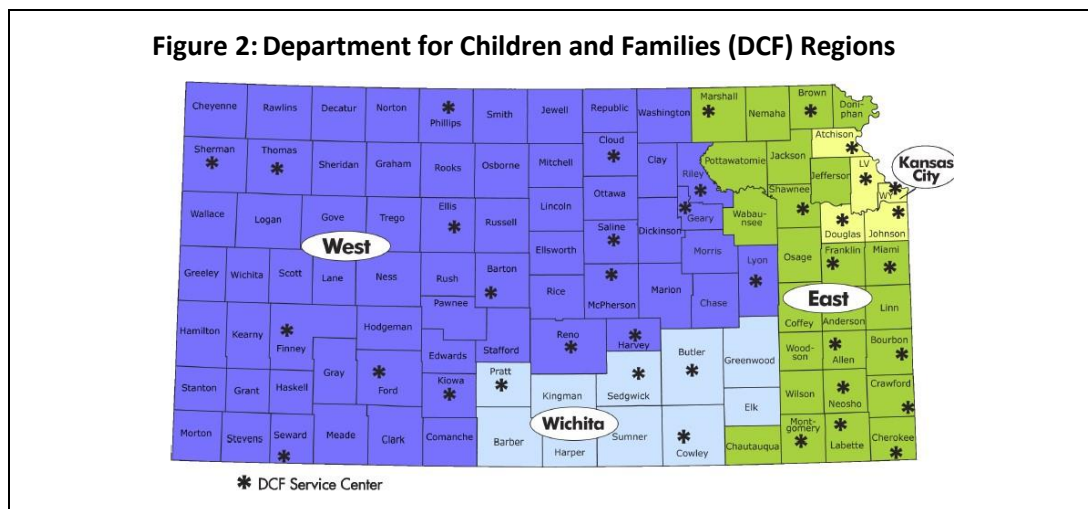 Figure 2: Department for Children and Families (DCF) Regions
Cheyenne Rawlins Decatur Norton Phillips Smith Jewell Republic Washington Marshall Nemaha Brown Doni-
phan
Atchison
Sherman Thomas Sheridan Graham Rooks Osborne Mitchell Cloud Clay Riley Pottawatomie Jackson Jefferson LV Kansas
City
WY
Wallace Logan Gove Trego Ellis Russell Lincoln Ottawa Saline Dickinson Geary Wabau-
nsee Shawnee Douglas Johnson
West
Greeley Wichita Scott Lane Ness Rush Barton Ellsworth Rice McPherson Marion Morris Chase Lyon Osage Franklin Miami
Pawnee
East
Hamilton Kearny Finney Hodgeman Edwards Stafford Reno Harvey Butler Greenwood Coffey Anderson Linn
Wood-
son Allen Bourbon
Stanton Grant Haskell Gray Ford Kiowa Pratt Kingman Sedgwick Elk Wilson Neosho Crawford
Wichita
Morton Stevens Seward Meade Clark Comanche Barber Harper Sumner Cowley Chautauqua Mont-
gomery Labette Cherokee
DCF Service Center